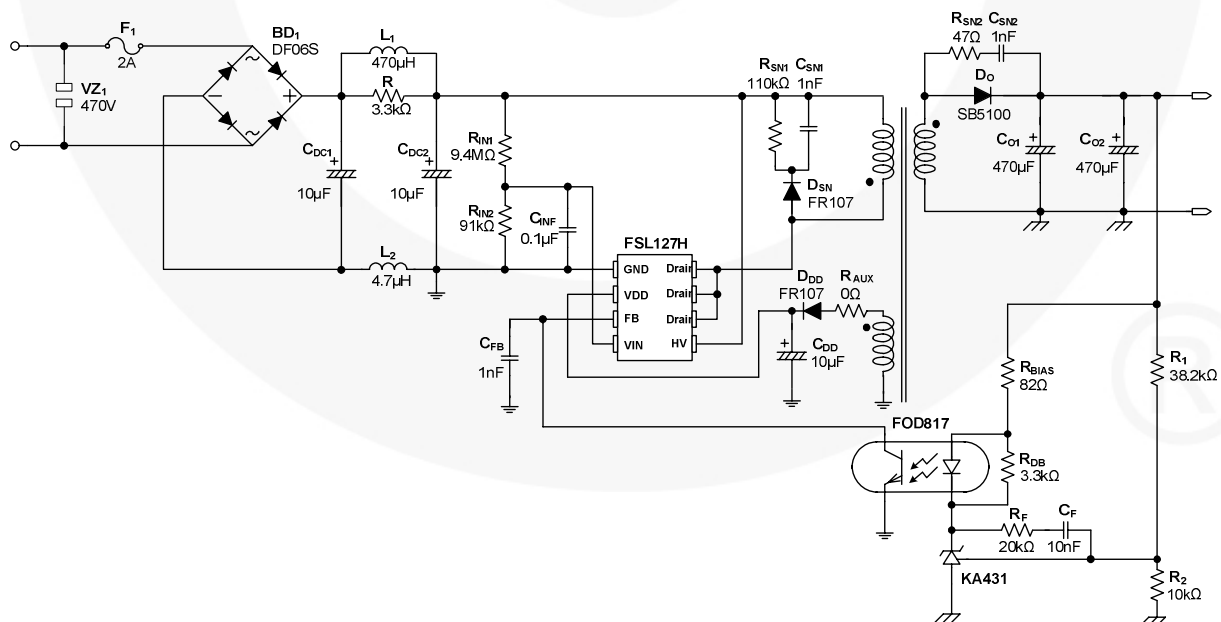 F1
2A
VZ1
470V
BD1
DF06S
~
~
−
+
L1
470µH
R
3.3kΩ
CDC1
+
10µF
CDC2
+
10µF
L2
4.7µH
RIN1
9.4MΩ
RIN2
91kΩ
CINF
0.1µF
RSN1
110kΩ
CSN1
1nF
DSN
FR107
RSN2
47Ω
CSN2
1nF
DO
SB5100
+
CO1
470µF
+
CO2
470µF
FSL127H
GND
VDD
FB
VIN
Drain
Drain
Drain
HV
CFB
1nF
DDD
FR107
RAUX
0Ω
+
CDD
10µF
RBIAS
82Ω
R1
38.2kΩ
FOD817
RDB
3.3kΩ
RF
20kΩ
CF
10nF
KA431
R2
10kΩ
®